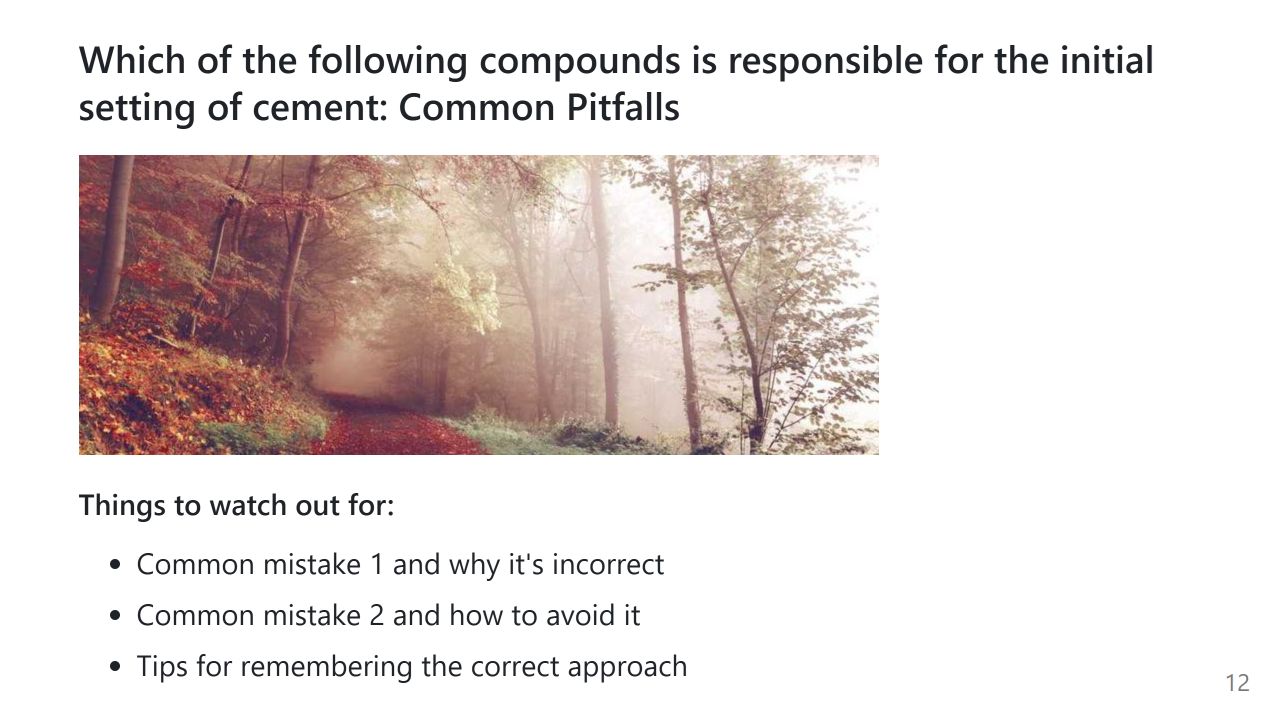 Which of the following compounds is responsible for the initial
setting of cement: Common Pitfalls
Things to watch out for:
• Common mistake 1 and why it's incorrect
• Common mistake 2 and how to avoid it
• Tips for remembering the correct approach
12